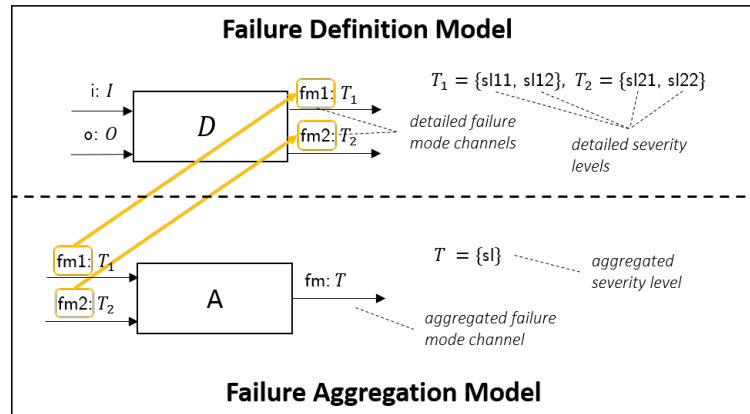 Failure Definition Model
i: I
o: O
D
fm1: T₁
fm2: T₂
T₁ = {sl11, sl12}, T₂ = {sl21, sl22}
detailed failure
mode channels
detailed severity
levels
fm1: T₁
fm2: T₂
A
fm: T
T = {sl}
aggregated
severity level
aggregated failure
mode channel
Failure Aggregation Model